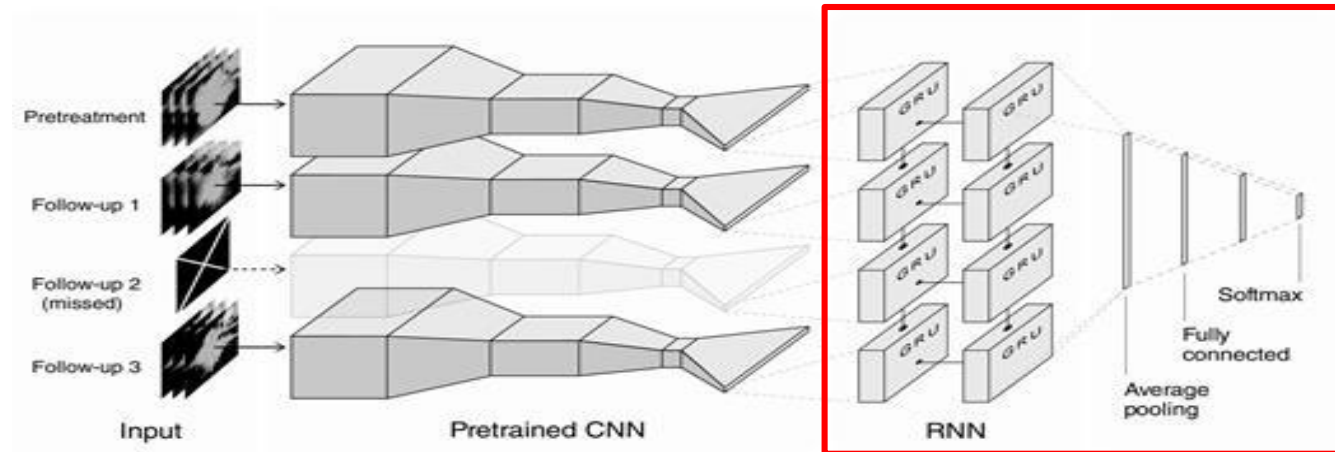 Pretreatment
Follow-up 1
Follow-up 2
(missed)
Follow-up 3
Input
Pretrained CNN
GRU GRU
GRU GRU
GRU GRU
GRU GRU
RNN
Average
pooling
Fully
connected
Softmax